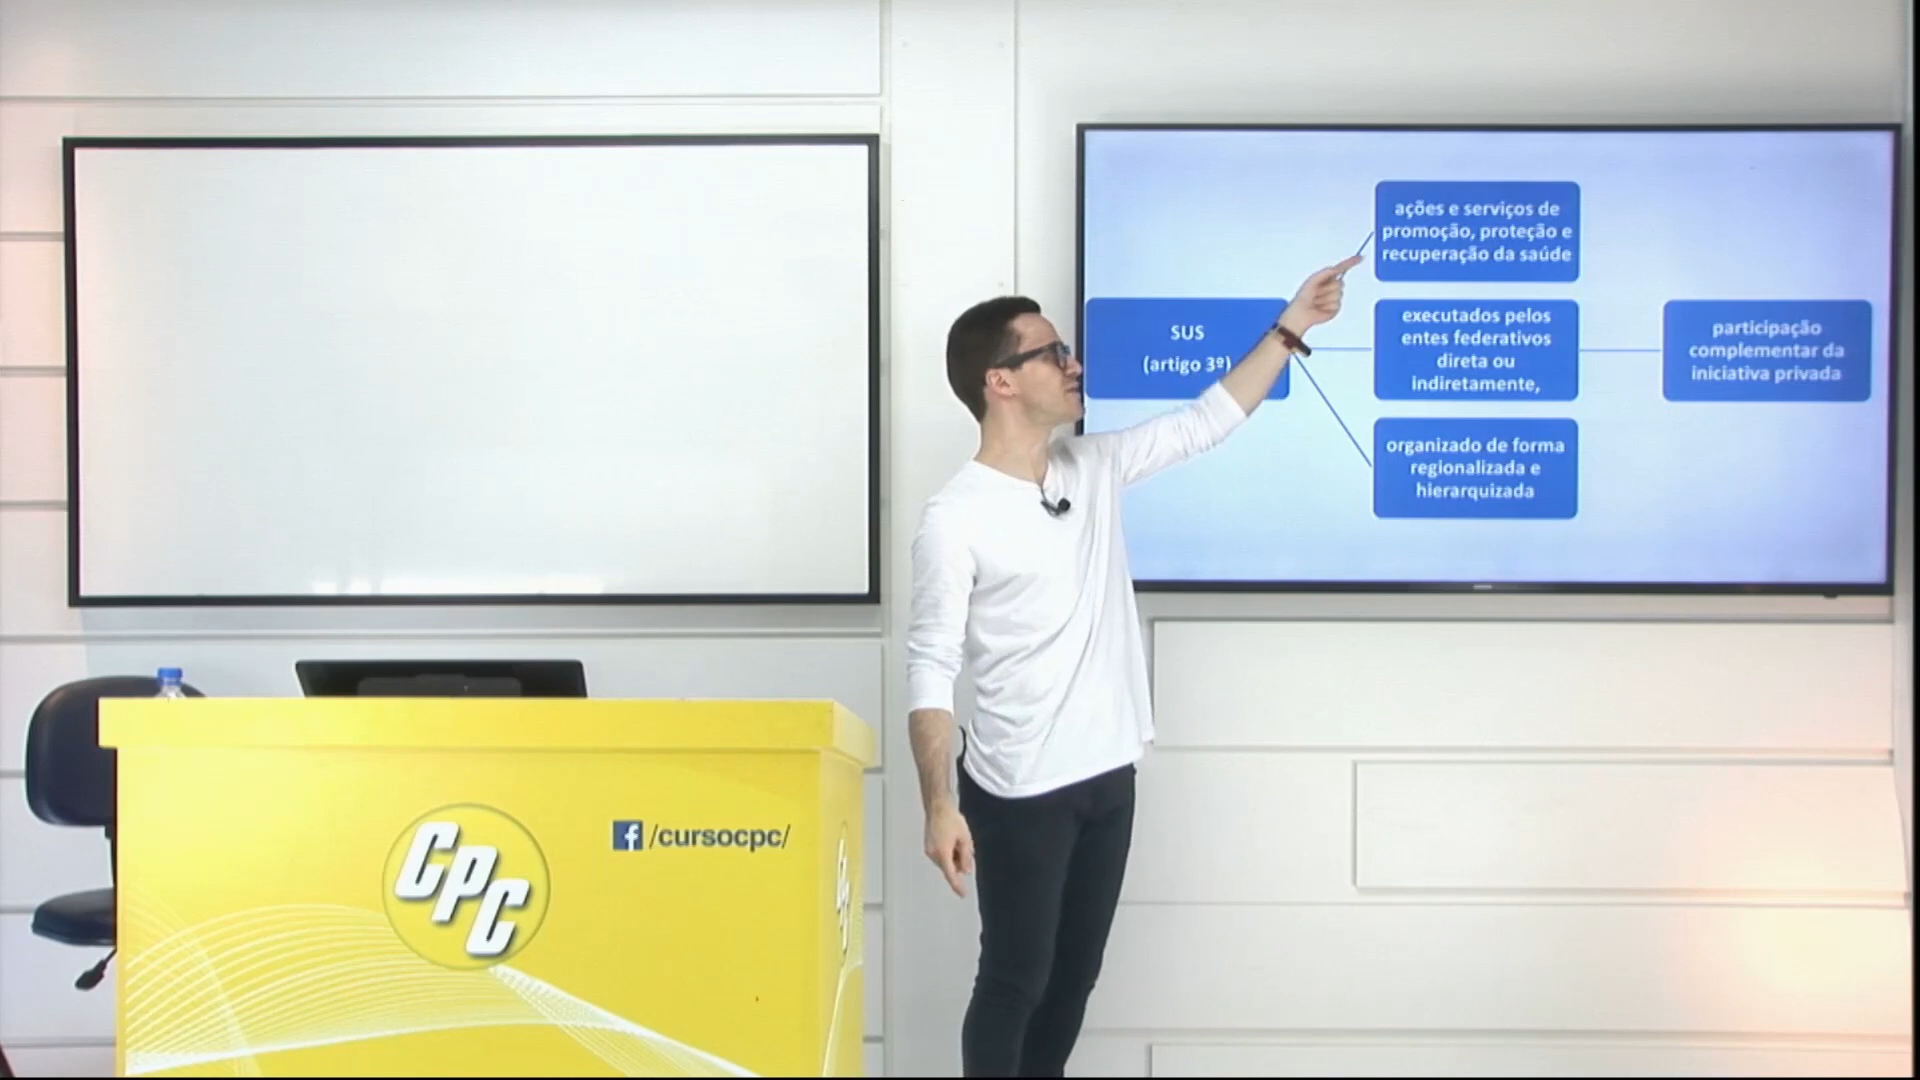 ações e serviços de
promoção, proteção e
recuperação da saúde
SUS
(artigo 3º)
executados pelos
entes federativos
direta ou
indiretamente,
participação
complementar da
iniciativa privada
organizado de forma
regionalizada e
hierarquizada
CPC
f /cursocpc/
CPC